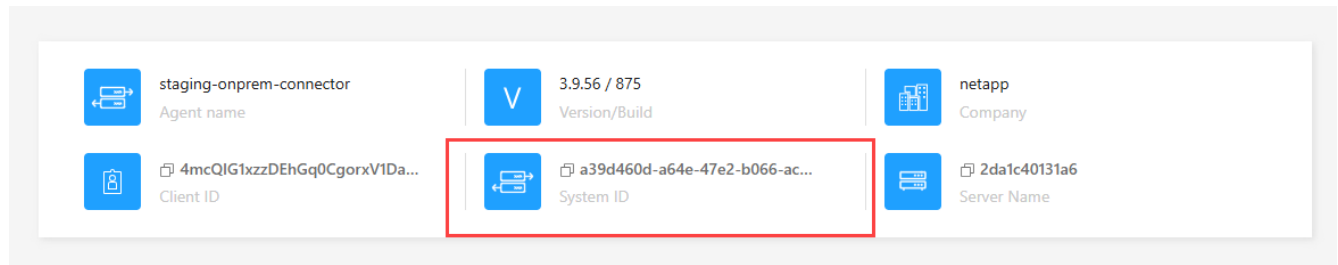 staging-onprem-connector
Agent name
V
3.9.56 / 875
Version/Build
netapp
Company
4mcQIG1xzzDEhGq0CgorxV1Da...
Client ID
a39d460d-a64e-47e2-b066-ac...
System ID
2da1c40131a6
Server Name